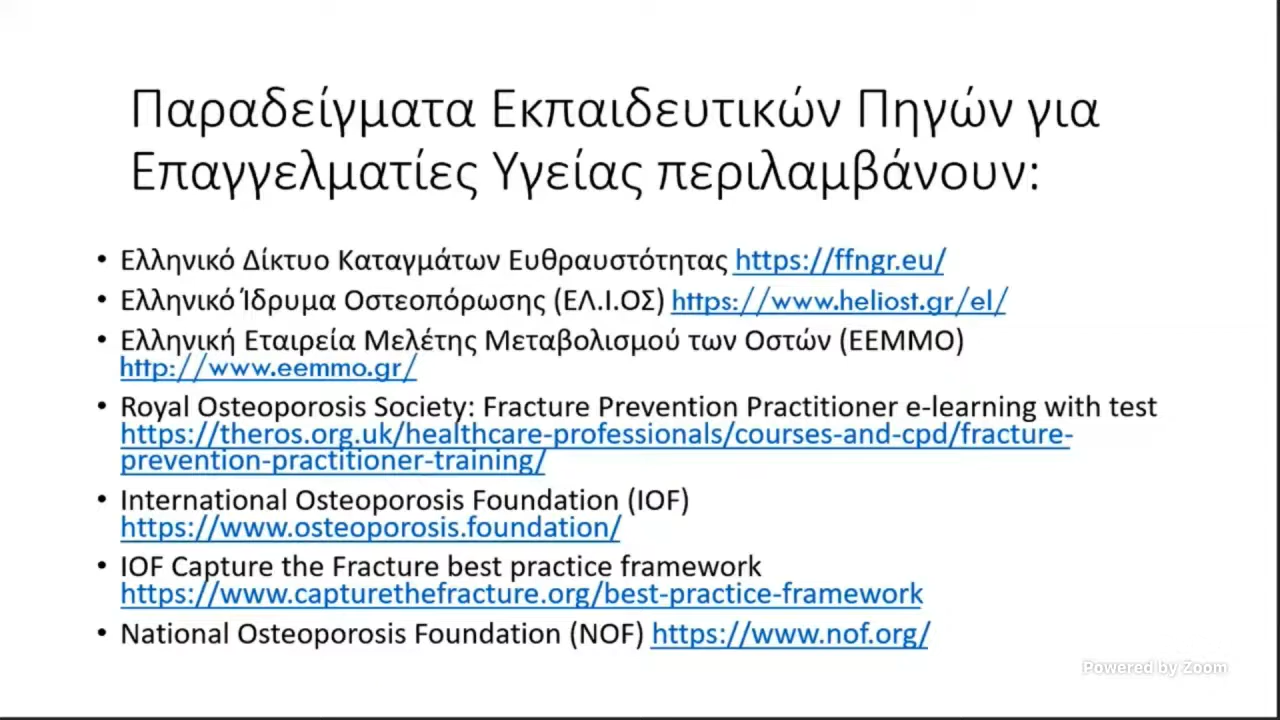 Παραδείγματα Εκπαιδευτικών Πηγών για
Επαγγελματίες Υγείας περιλαμβάνουν:
• Ελληνικό Δίκτυο Καταγμάτων Ευθραυστότητας https://ffngr.eu/
• Ελληνικό Ίδρυμα Οστεοπόρωσης (ΕΛ.Ι.ΟΣ) https://www.heliost.gr/el/
• Ελληνική Εταιρεία Μελέτης Μεταβολισμού των Οστών (ΕΕΜΜΟ)
http://www.eemmo.gr/
• Royal Osteoporosis Society: Fracture Prevention Practitioner e-learning with test
https://theros.org.uk/healthcare-professionals/courses-and-cpd/fracture-
prevention-practitioner-training/
• International Osteoporosis Foundation (IOF)
https://www.osteoporosis.foundation/
• IOF Capture the Fracture best practice framework
https://www.capturethefracture.org/best-practice-framework
• National Osteoporosis Foundation (NOF) https://www.nof.org/
Powered by Zoom